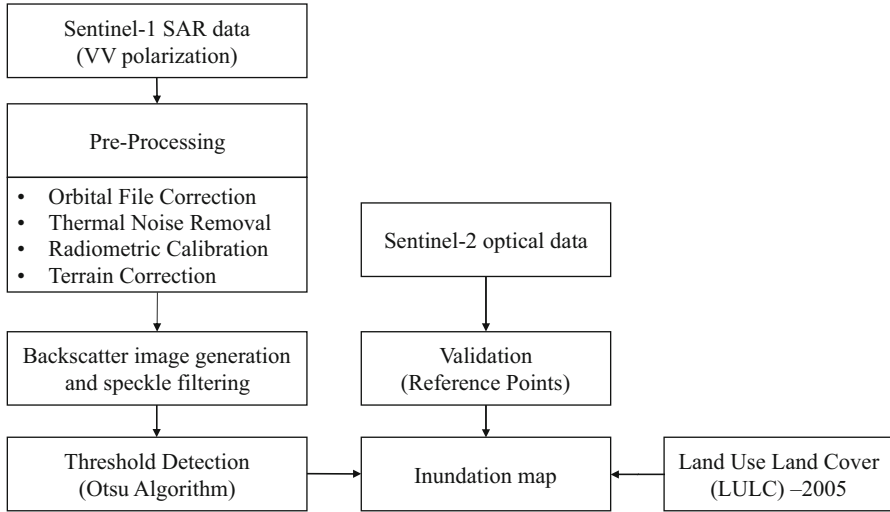 Sentinel-1 SAR data
(VV polarization)
Pre-Processing
• Orbital File Correction
• Thermal Noise Removal
• Radiometric Calibration
• Terrain Correction
Sentinel-2 optical data
Backscatter image generation
and speckle filtering
Validation
(Reference Points)
Threshold Detection
(Otsu Algorithm)
Inundation map
Land Use Land Cover
(LULC) –2005